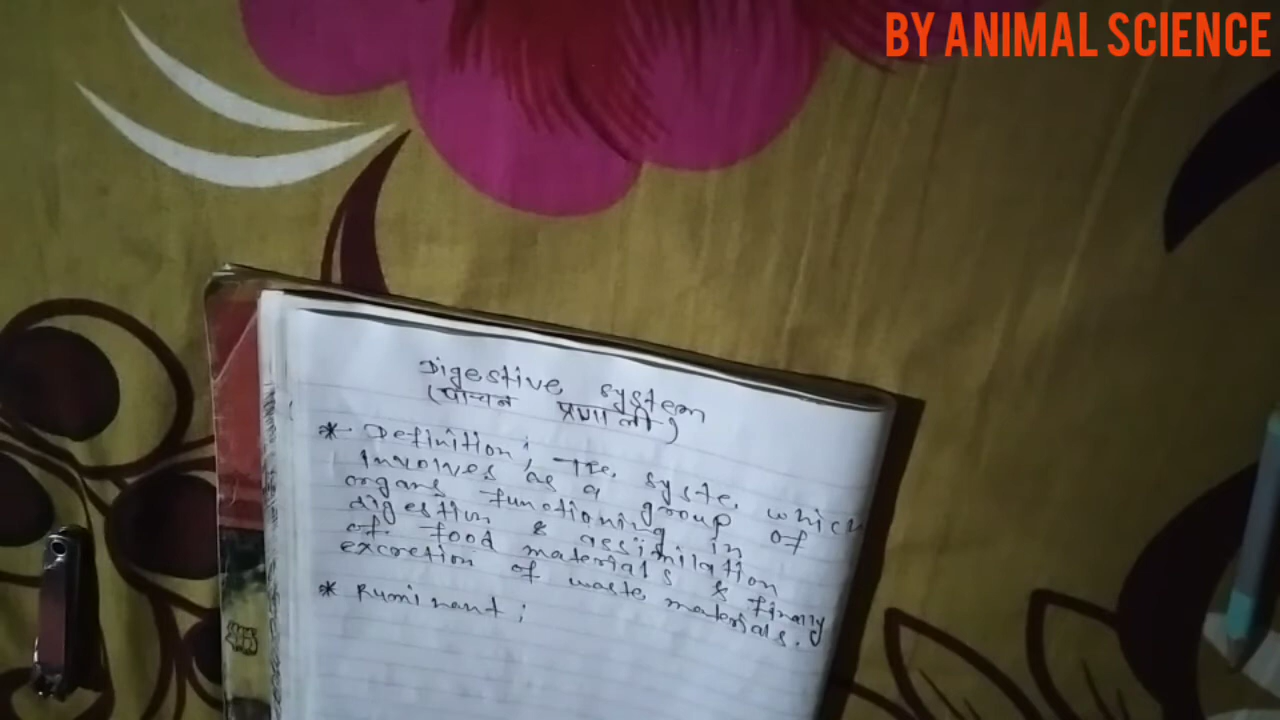 BY ANIMAL SCIENCE
Digestive system
(पाचन प्रणाली)
* Definition; The syste, which
involves as a group of
organs functioning in
digestion & assimilation
of food materials & finally
excretion of waste materials.
* Ruminant;